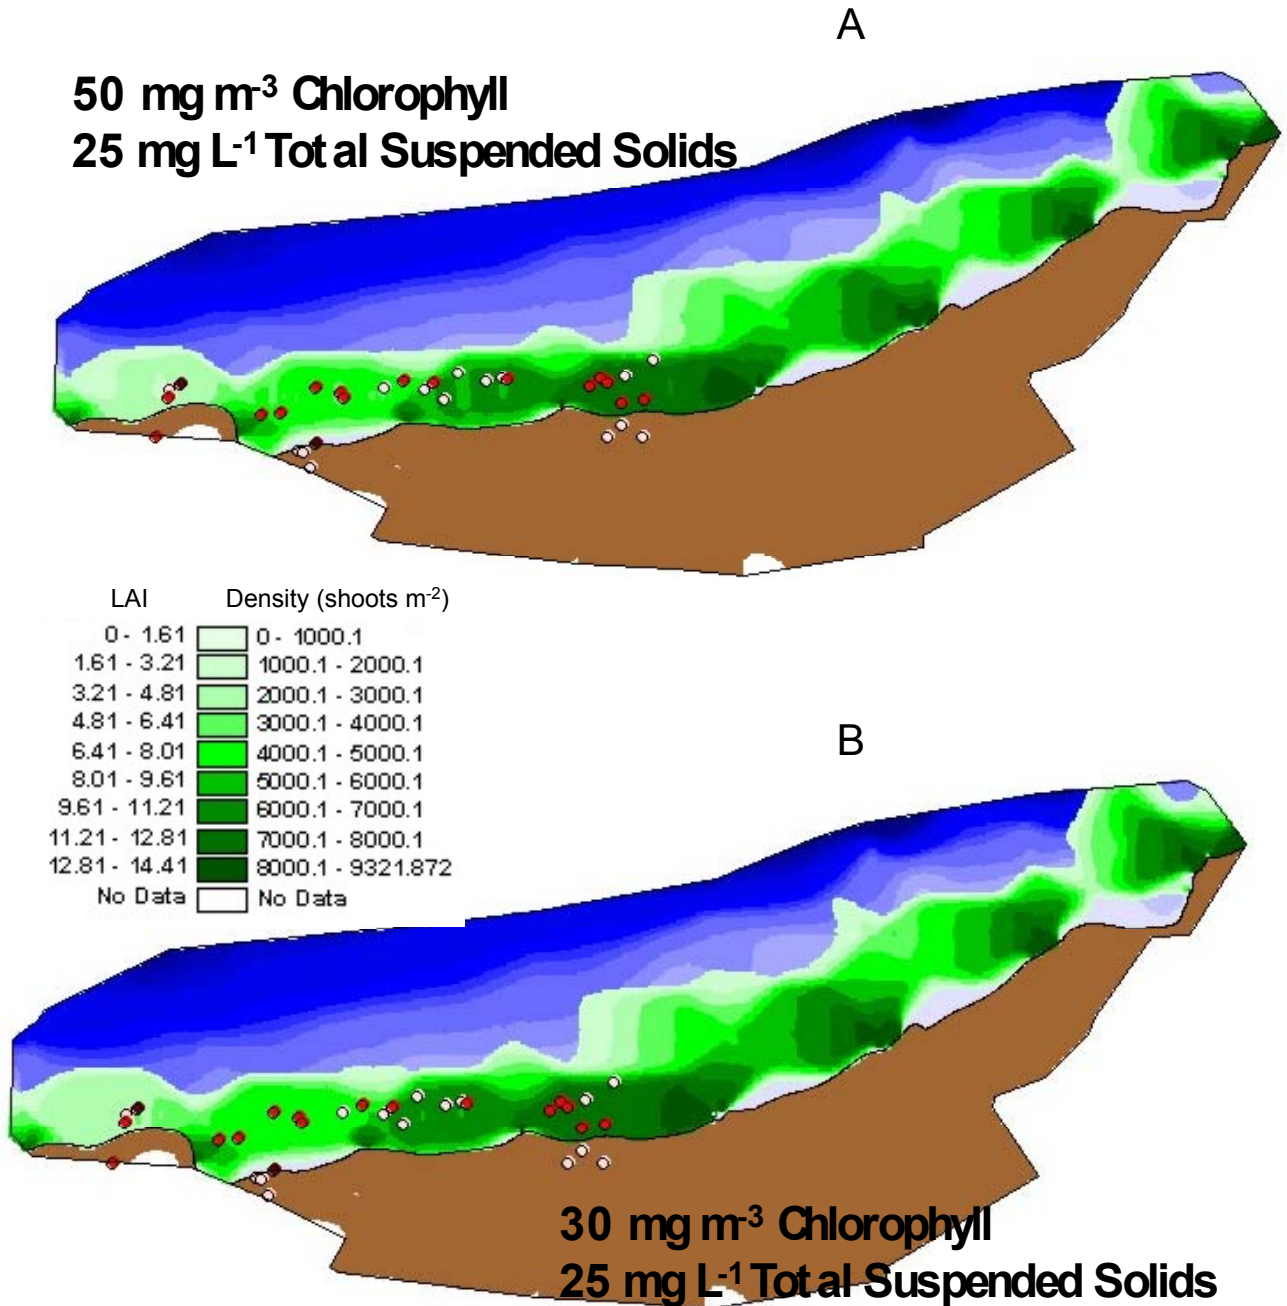 A
50 mg m-3 Chlorophyll
25 mg L-1 Tot al Suspended Solids
LAI Density (shoots m-2)
0 - 1.61 0 - 1000.1
1.61 - 3.21 1000.1 - 2000.1
3.21 - 4.81 2000.1 - 3000.1
4.81 - 6.41 3000.1 - 4000.1
6.41 - 8.01 4000.1 - 5000.1
8.01 - 9.61 5000.1 - 6000.1
9.61 - 11.21 6000.1 - 7000.1
11.21 - 12.81 7000.1 - 8000.1
12.81 - 14.41 8000.1 - 9321.872
No Data No Data
B
30 mg m-3 Chlorophyll
25 mg L-1 Tot al Suspended Solids